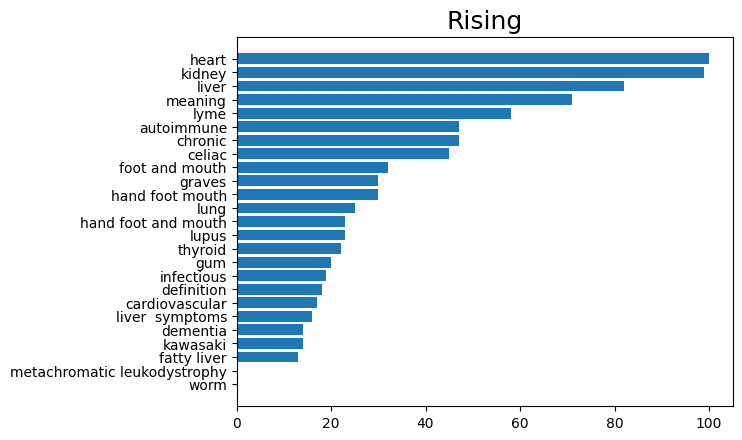 Rising
heart
kidney
liver
meaning
lyme
autoimmune
chronic
celiac
foot and mouth
graves
hand foot mouth
lung
hand foot and mouth
lupus
thyroid
gum
infectious
definition
cardiovascular
liver  symptoms
dementia
kawasaki
fatty liver
metachromatic leukodystrophy
worm
0 20 40 60 80 100